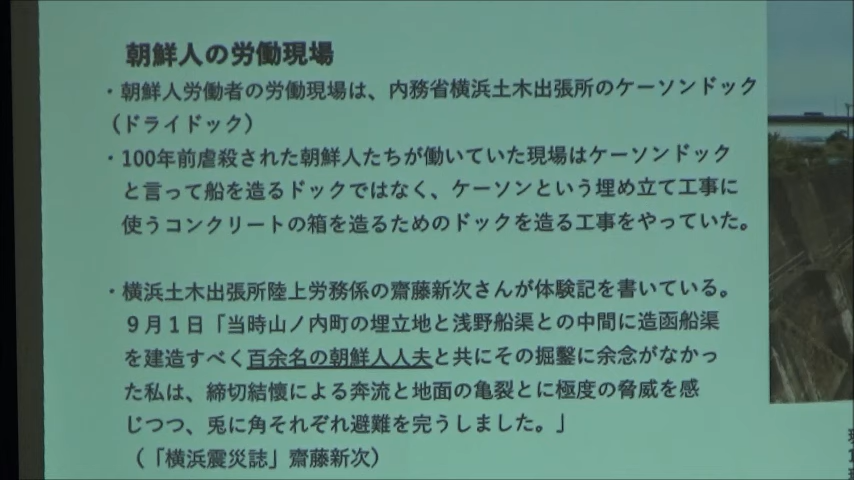 朝鮮人の労働現場
・朝鮮人労働者の労働現場は、内務省横浜土木出張所のケーソンドック
（ドライドック）
・100年前虐殺された朝鮮人たちが働いていた現場はケーソンドック
と言って船を造るドックではなく、ケーソンという埋め立て工事に
使うコンクリートの箱を造るためのドックを造る工事をやっていた。
・横浜土木出張所陸上労務係の齋藤新次さんが体験記を書いている。
９月１日「当時山ノ内町の埋立地と浅野船渠との中間に造函船渠
を建造すべく百余名の朝鮮人人夫と共にその掘鑿に余念がなかっ
た私は、締切結懐による奔流と地面の亀裂とに極度の脅威を感
じつつ、兎に角それぞれ避難を完うしました。」
（「横浜震災誌」齋藤新次）